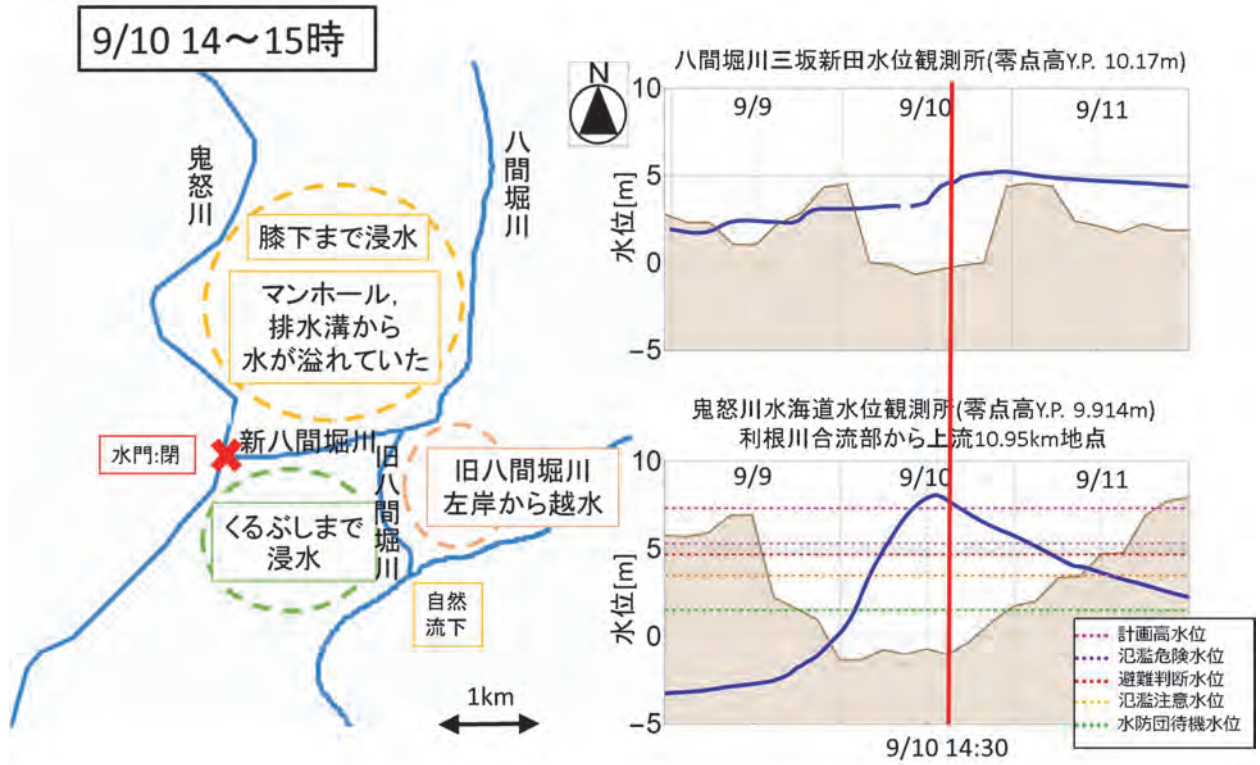 9/10 14～15時
鬼怒川
八間堀川
膝下まで浸水
マンホール,
排水溝から
水が溢れていた
水門:閉
新八間堀川
旧八間堀川
旧八間堀川
左岸から越水
くるぶしまで
浸水
自然
流下
1km
N
八間堀川三坂新田水位観測所(零点高Y.P. 10.17m)
9/9
9/10
9/11
水位[m]
10
5
0
−5
鬼怒川水海道水位観測所(零点高Y.P. 9.914m)
利根川合流部から上流10.95km地点
9/9
9/10
9/11
水位[m]
10
5
0
−5
計画高水位
氾濫危険水位
避難判断水位
氾濫注意水位
水防団待機水位
9/10 14:30